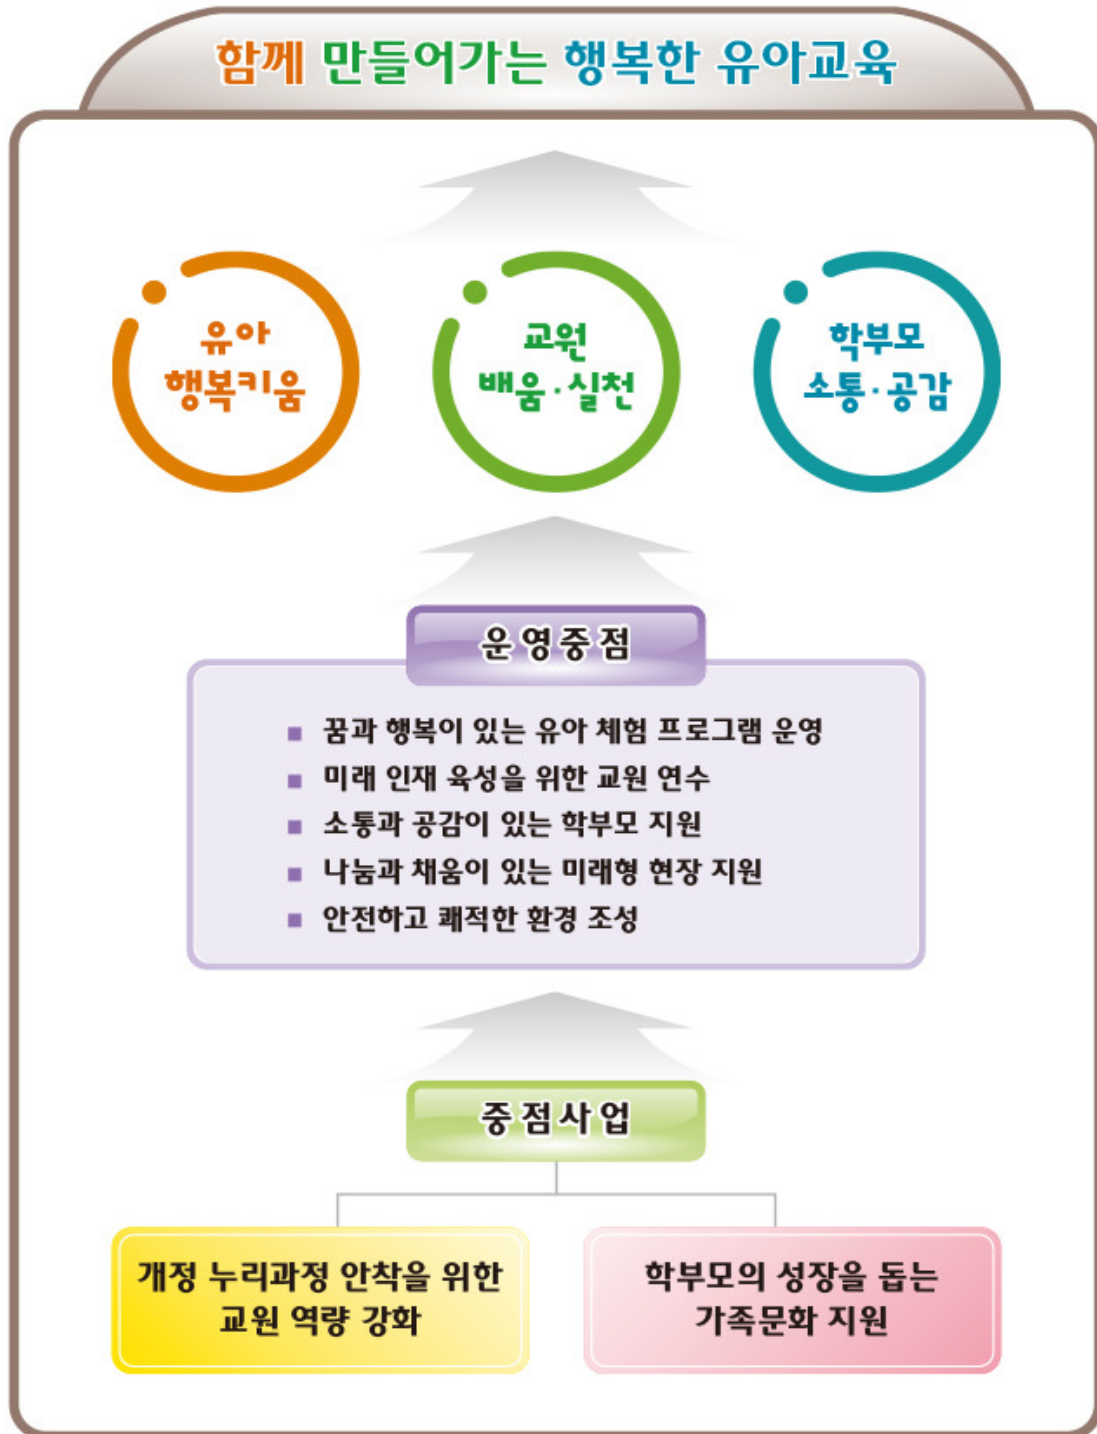 함께 만들어가는 행복한 유아교육
유아
행복키움
교원
배움·실천
학부모
소통·공감
운영중점
꿈과 행복이 있는 유아 체험 프로그램 운영
미래 인재 육성을 위한 교원 연수
소통과 공감이 있는 학부모 지원
나눔과 채움이 있는 미래형 현장 지원
안전하고 쾌적한 환경 조성
중점사업
개정 누리과정 안착을 위한
교원 역량 강화
학부모의 성장을 돕는
가족문화 지원